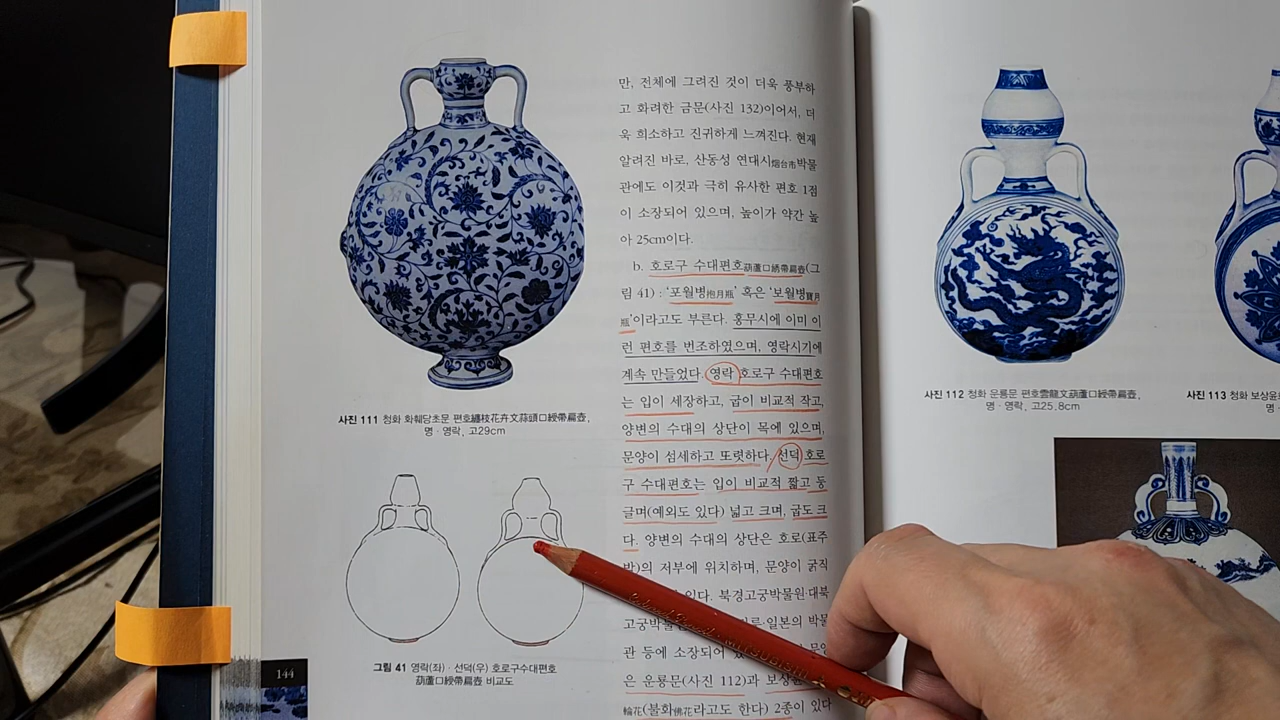 만, 전체에 그려진 것이 더욱 풍부하
고 화려한 금문(사진 132)이어서, 더
욱 희소하고 진귀하게 느껴진다. 현재
알려진 바로, 산동성 연대시烟台市박물
관에도 이것과 극히 유사한 편호 1점
이 소장되어 있으며, 높이가 약간 높
아 25cm이다.
b. 호로구 수대편호葫蘆口綉帶扁壺(그
림 41) : '포월병抱月瓶' 혹은 '보월병寶月
瓶'이라고도 부른다. 홍무시에 이미 이
런 편호를 번조하였으며, 영락시기에
계속 만들었다. 영락 호로구 수대편호
는 입이 세장하고, 굽이 비교적 작고,
양변의 수대의 상단이 목에 있으며,
문양이 섬세하고 또렷하다. 선덕 호로
구 수대편호는 입이 비교적 짧고 둥
글며(예외도 있다) 넓고 크며, 굽도 크
다. 양변의 수대의 상단은 호로(표주
박)의 저부에 위치하며, 문양이 굵직
있다. 북경고궁박물원·대북
고궁박물 일본의 박물
관 등에 소장되어
은 운룡문(사진 112)과 보상
輪花(불화佛花라고도 한다) 2종이 있다
사진 111 청화 화훼당초문 편호纏枝花卉文蒜頭口綬帶扁壺,
明·영락, 고29cm
그림 41 영락(좌)·선덕(우) 호로구수대편호
葫蘆口綬帶扁壺 비교도
144
사진 112 청화 운룡문 편호雲龍文葫蘆口綬帶扁壺,
明·영락, 고25.8cm
사진 113 청화 보상윤
明
MITSUBISHI